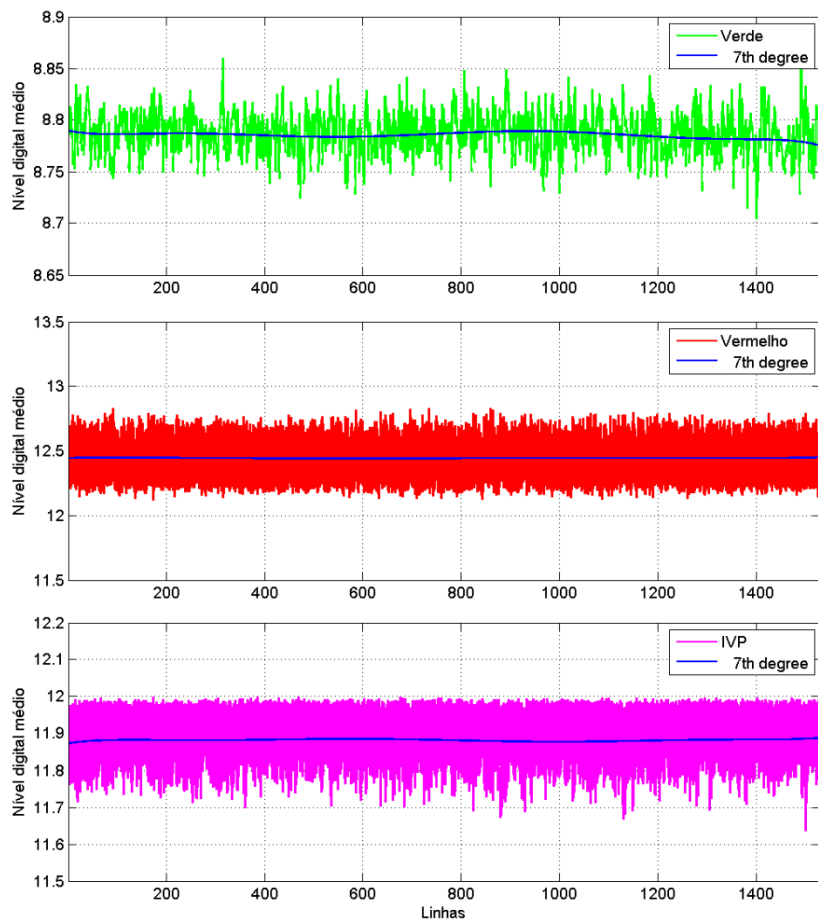 8.9
8.85
8.8
8.75
8.7
8.65
Nível digital médio
Verde
7th degree
200 400 600 800 1000 1200 1400
13.5
13
12.5
12
11.5
Nível digital médio
Vermelho
7th degree
200 400 600 800 1000 1200 1400
12.2
12.1
12
11.9
11.8
11.7
11.6
11.5
Nível digital médio
IVP
7th degree
200 400 600 800 1000 1200 1400
Linhas